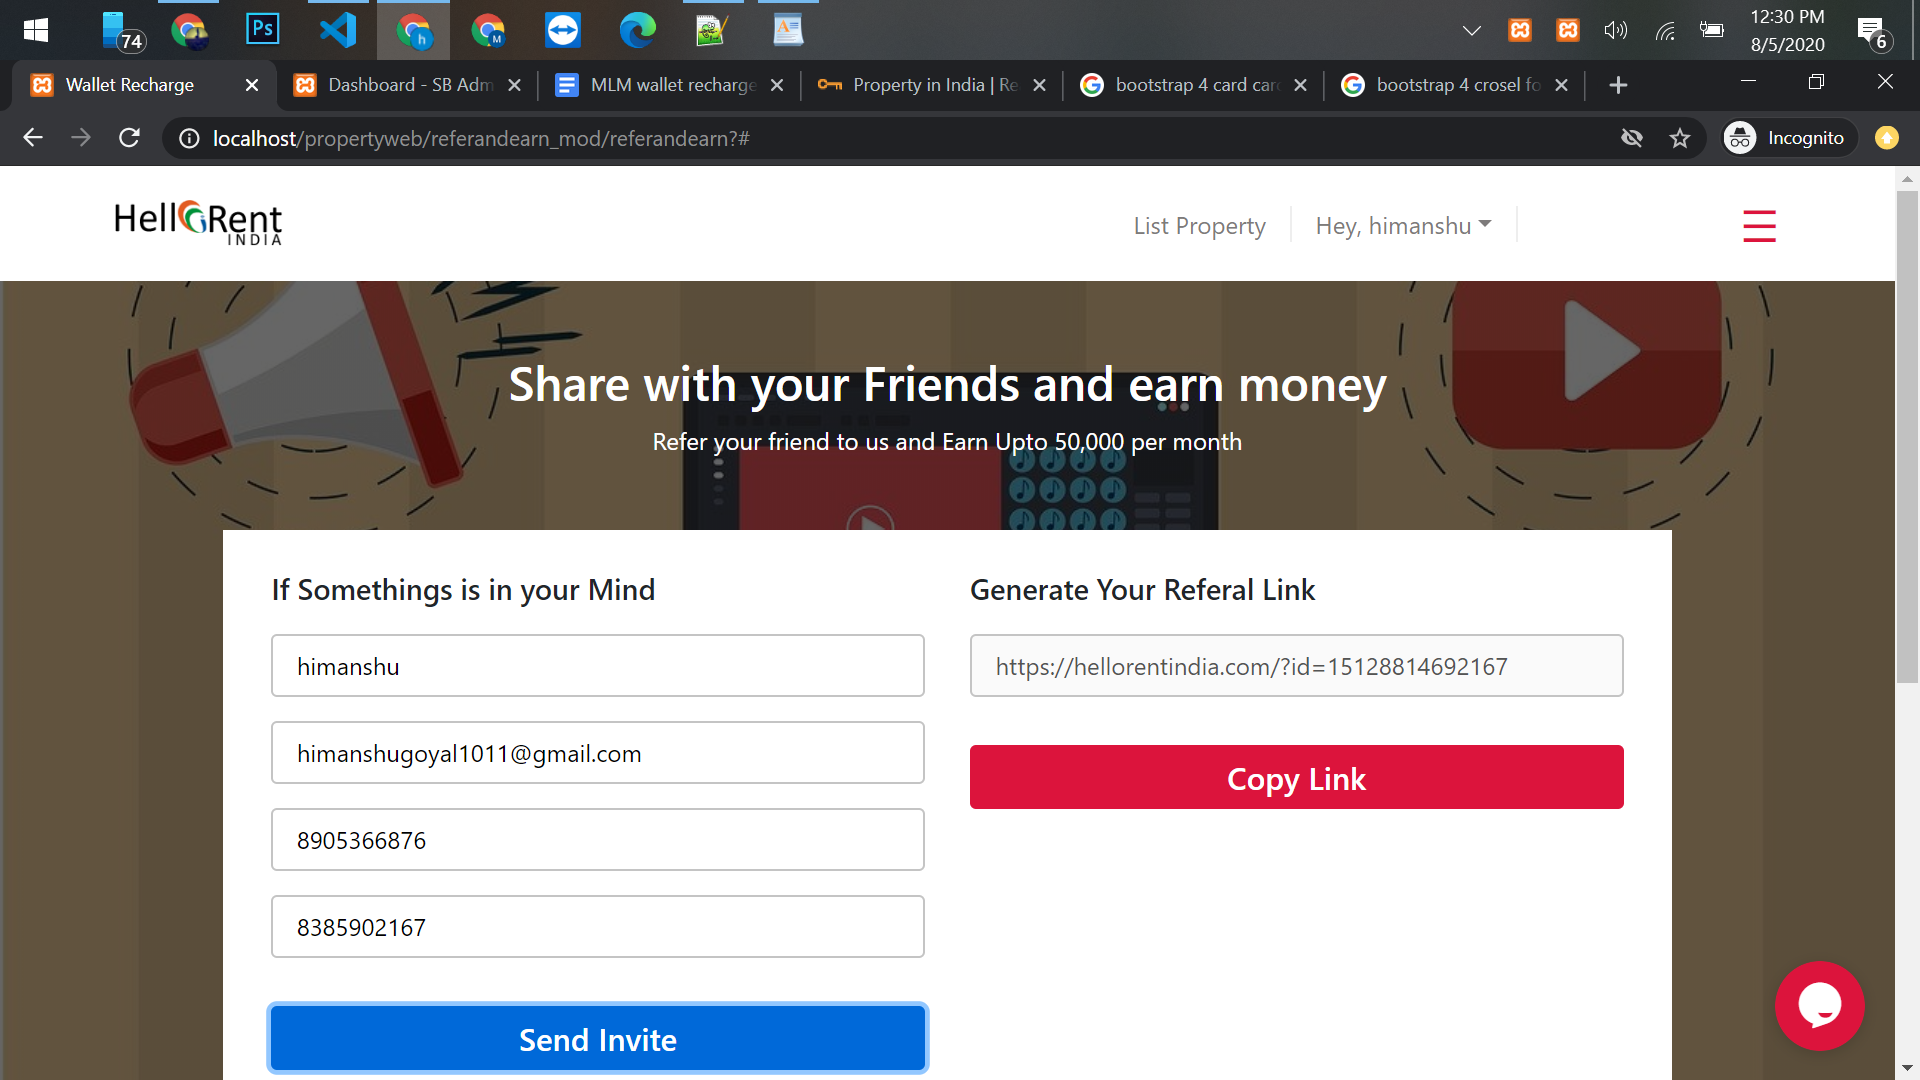 74
Ps
h
M
12:30 PM
8/5/2020
6
Wallet Recharge
Dashboard - SB Adm
MLM wallet recharge
Property in India | Re
bootstrap 4 card car
bootstrap 4 crosel fo
localhost/propertyweb/referandearn_mod/referandearn?#
Incognito
HelloRent
INDIA
List Property
Hey, himanshu
Share with your Friends and earn money
Refer your friend to us and Earn Upto 50,000 per month
If Somethings is in your Mind
Generate Your Referal Link
himanshu
https://hellorentindia.com/?id=15128814692167
himanshugoyal1011@gmail.com
Copy Link
8905366876
8385902167
Send Invite